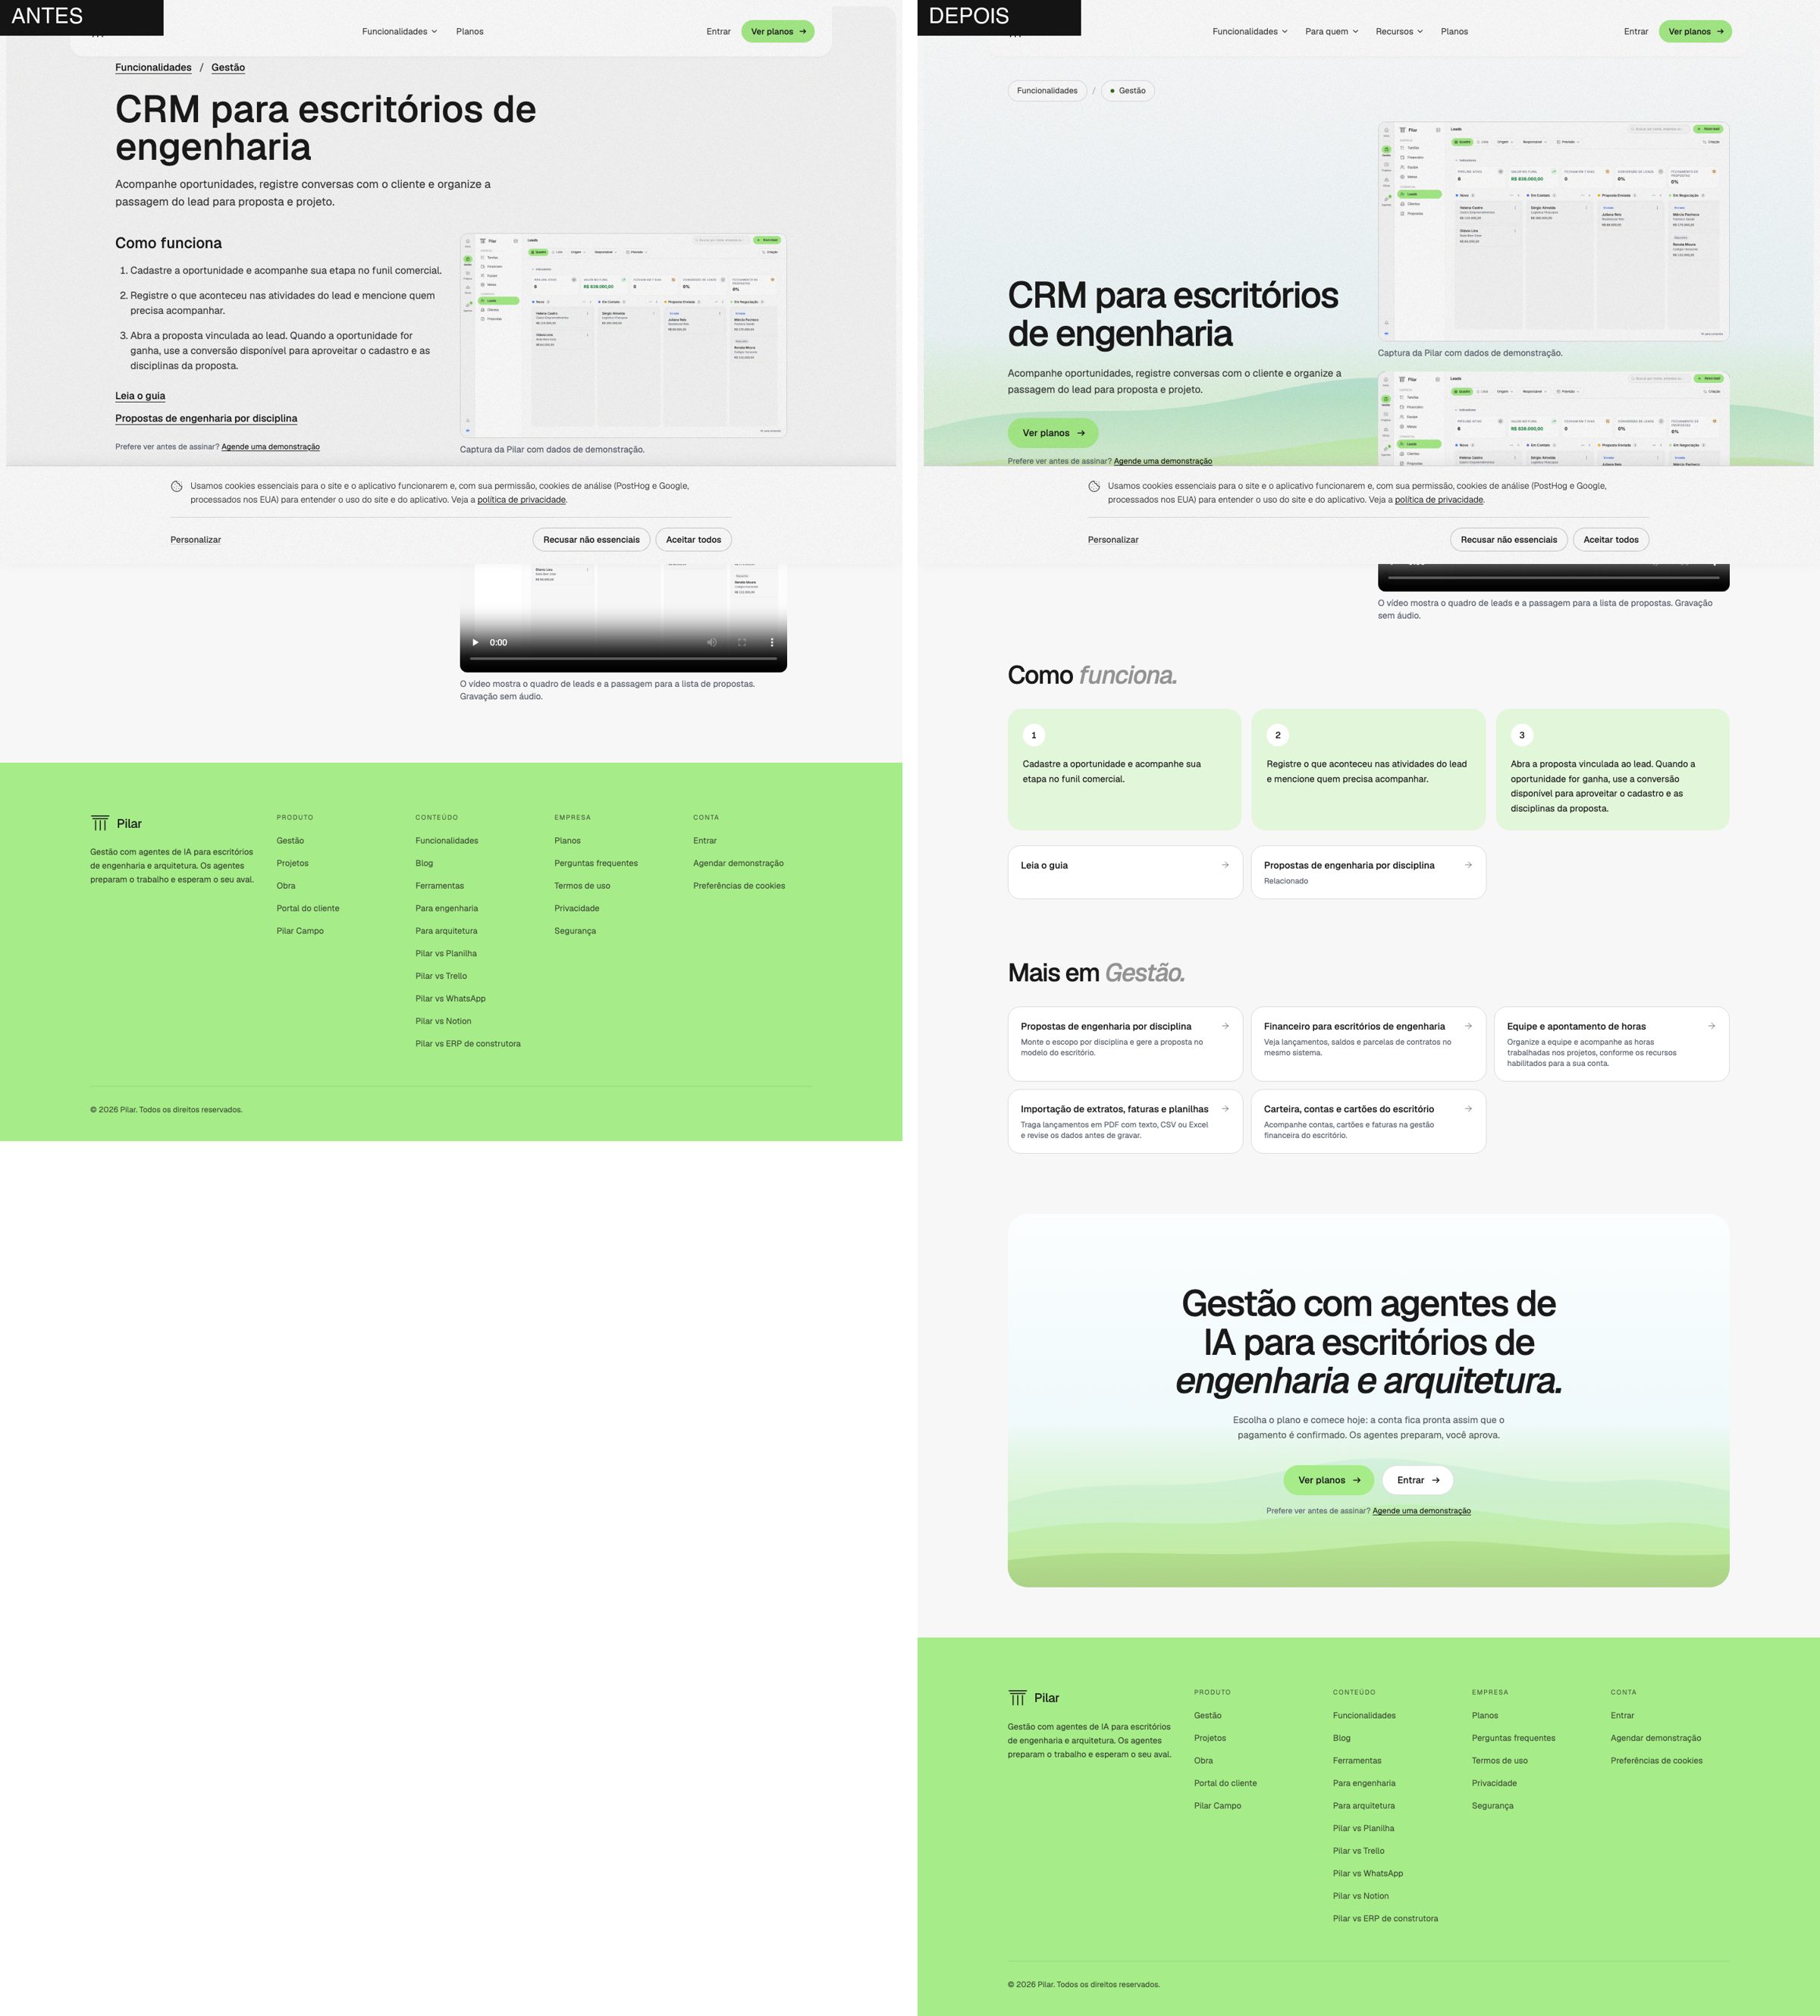 ANTES
Funcionalidades
Planos
Entrar
Ver planos
Funcionalidades / Gestão
CRM para escritórios de
engenharia
Acompanhe oportunidades, registre conversas com o cliente e organize a
passagem do lead para proposta e projeto.
Como funciona
1. Cadastre a oportunidade e acompanhe sua etapa no funil comercial.
2. Registre o que aconteceu nas atividades do lead e mencione quem
precisa acompanhar.
3. Abra a proposta vinculada ao lead. Quando a oportunidade for
ganha, use a conversão disponível para aproveitar o cadastro e as
disciplinas da proposta.
Leia o guia
Propostas de engenharia por disciplina
Prefere ver antes de assinar? Agende uma demonstração
Pilar
Leads
Tarefas
Financeiro
Equipe
Leads
Clientes
Propostas
Captura da Pilar com dados de demonstração.
Usamos cookies essenciais para o site e o aplicativo funcionarem e, com sua permissão, cookies de análise (PostHog e Google,
processados nos EUA) para entender o uso do site e do aplicativo. Veja a política de privacidade.
Personalizar
Recusar não essenciais
Aceitar todos
0:00
O vídeo mostra o quadro de leads e a passagem para a lista de propostas.
Gravação sem áudio.
Pilar
Gestão com agentes de IA para escritórios
de engenharia e arquitetura. Os agentes
preparam o trabalho e esperam o seu aval.
PRODUTO
Gestão
Projetos
Obra
Portal do cliente
Pilar Campo
CONTEÚDO
Funcionalidades
Blog
Ferramentas
Para engenharia
Para arquitetura
Pilar vs Planilha
Pilar vs Trello
Pilar vs WhatsApp
Pilar vs Notion
Pilar vs ERP de construtora
EMPRESA
Planos
Perguntas frequentes
Termos de uso
Privacidade
Segurança
CONTA
Entrar
Agendar demonstração
Preferências de cookies
© 2026 Pilar. Todos os direitos reservados.
DEPOIS
Funcionalidades
Para quem
Recursos
Planos
Entrar
Ver planos
Funcionalidades / Gestão
CRM para escritórios
de engenharia
Acompanhe oportunidades, registre conversas com o cliente e organize a
passagem do lead para proposta e projeto.
Ver planos
Prefere ver antes de assinar? Agende uma demonstração
Pilar
Leads
Tarefas
Financeiro
Equipe
Leads
Clientes
Propostas
Captura da Pilar com dados de demonstração.
Pilar
Leads
Tarefas
Financeiro
Equipe
Leads
Usamos cookies essenciais para o site e o aplicativo funcionarem e, com sua permissão, cookies de análise (PostHog e Google,
processados nos EUA) para entender o uso do site e do aplicativo. Veja a política de privacidade.
Personalizar
Recusar não essenciais
Aceitar todos
O vídeo mostra o quadro de leads e a passagem para a lista de propostas. Gravação
sem áudio.
Como funciona.
1
Cadastre a oportunidade e acompanhe sua
etapa no funil comercial.
2
Registre o que aconteceu nas atividades do lead
e mencione quem precisa acompanhar.
3
Abra a proposta vinculada ao lead. Quando a
oportunidade for ganha, use a conversão
disponível para aproveitar o cadastro e as
disciplinas da proposta.
Leia o guia
Propostas de engenharia por disciplina
Relacionado
Mais em Gestão.
Propostas de engenharia por disciplina
Monte o escopo por disciplina e gere a proposta no
modelo do escritório.
Financeiro para escritórios de engenharia
Veja lançamentos, saldos e parcelas de contratos no
mesmo sistema.
Equipe e apontamento de horas
Organize a equipe e acompanhe as horas
trabalhadas nos projetos, conforme os recursos
habilitados para a sua conta.
Importação de extratos, faturas e planilhas
Traga lançamentos em PDF com texto, CSV ou Excel
e revise os dados antes de gravar.
Carteira, contas e cartões do escritório
Acompanhe contas, cartões e faturas na gestão
financeira do escritório.
Gestão com agentes de
IA para escritórios de
engenharia e arquitetura.
Escolha o plano e comece hoje: a conta fica pronta assim que o
pagamento é confirmado. Os agentes preparam, você aprova.
Ver planos
Entrar
Prefere ver antes de assinar? Agende uma demonstração
Pilar
Gestão com agentes de IA para escritórios
de engenharia e arquitetura. Os agentes
preparam o trabalho e esperam o seu aval.
PRODUTO
Gestão
Projetos
Obra
Portal do cliente
Pilar Campo
CONTEÚDO
Funcionalidades
Blog
Ferramentas
Para engenharia
Para arquitetura
Pilar vs Planilha
Pilar vs Trello
Pilar vs WhatsApp
Pilar vs Notion
Pilar vs ERP de construtora
EMPRESA
Planos
Perguntas frequentes
Termos de uso
Privacidade
Segurança
CONTA
Entrar
Agendar demonstração
Preferências de cookies
© 2026 Pilar. Todos os direitos reservados.